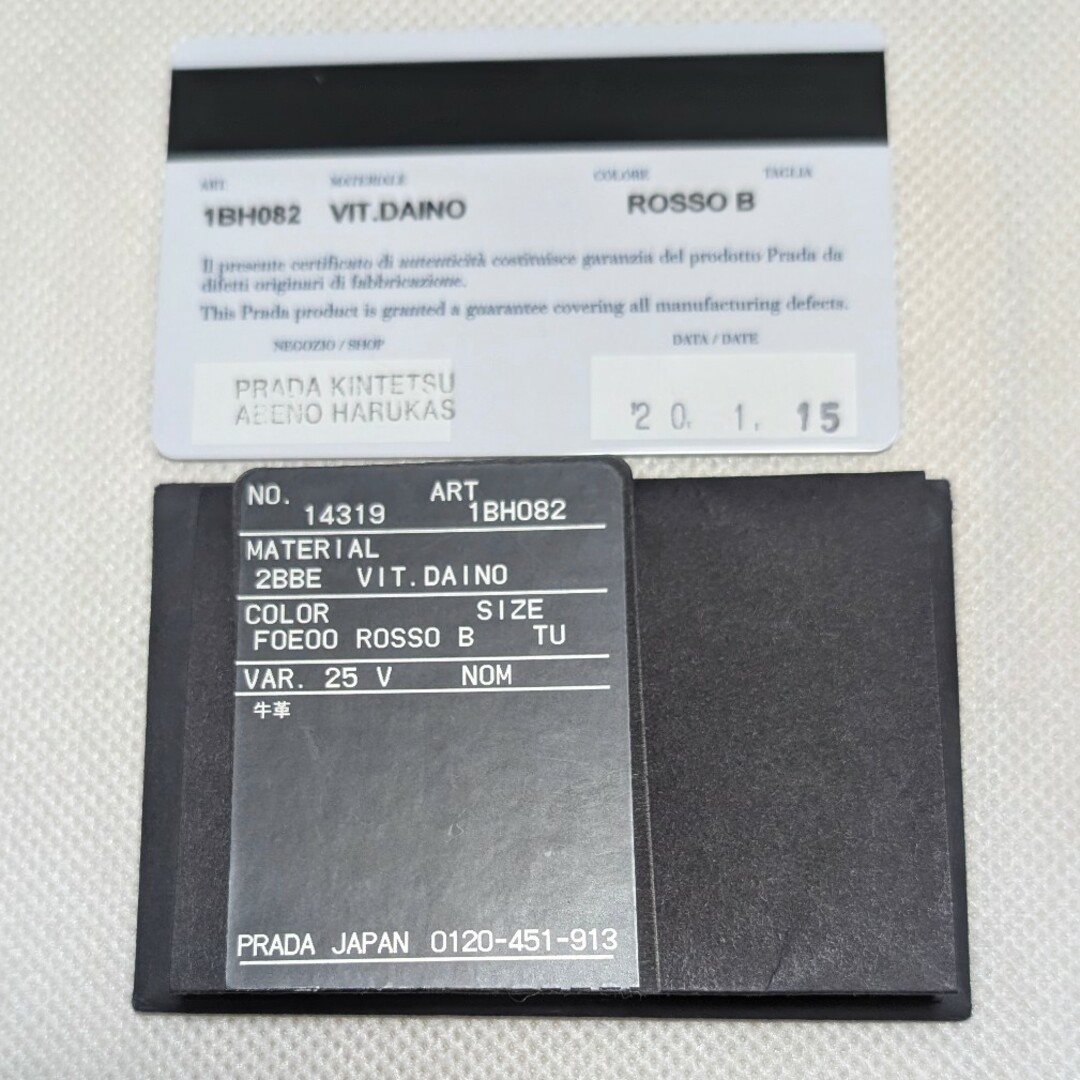 ART MATERIALE COLORE TAGLIA
1BH082 VIT.DAINO ROSSO B
Il presente certificato di autenticità costituisce garanzia del prodotto Prada da
difetti originari di fabbricazione.
This Prada product is granted a guarantee covering all manufacturing defects.
NEGOZIO / SHOP DATA / DATE
PRADA KINTETSU
ABENO HARUKAS
'20. 1. 15
NO. ART
14319 1BH082
MATERIAL
2BBE VIT.DAINO
COLOR SIZE
F0E00 ROSSO B TU
VAR. 25 V NOM
牛革
PRADA JAPAN 0120-451-913